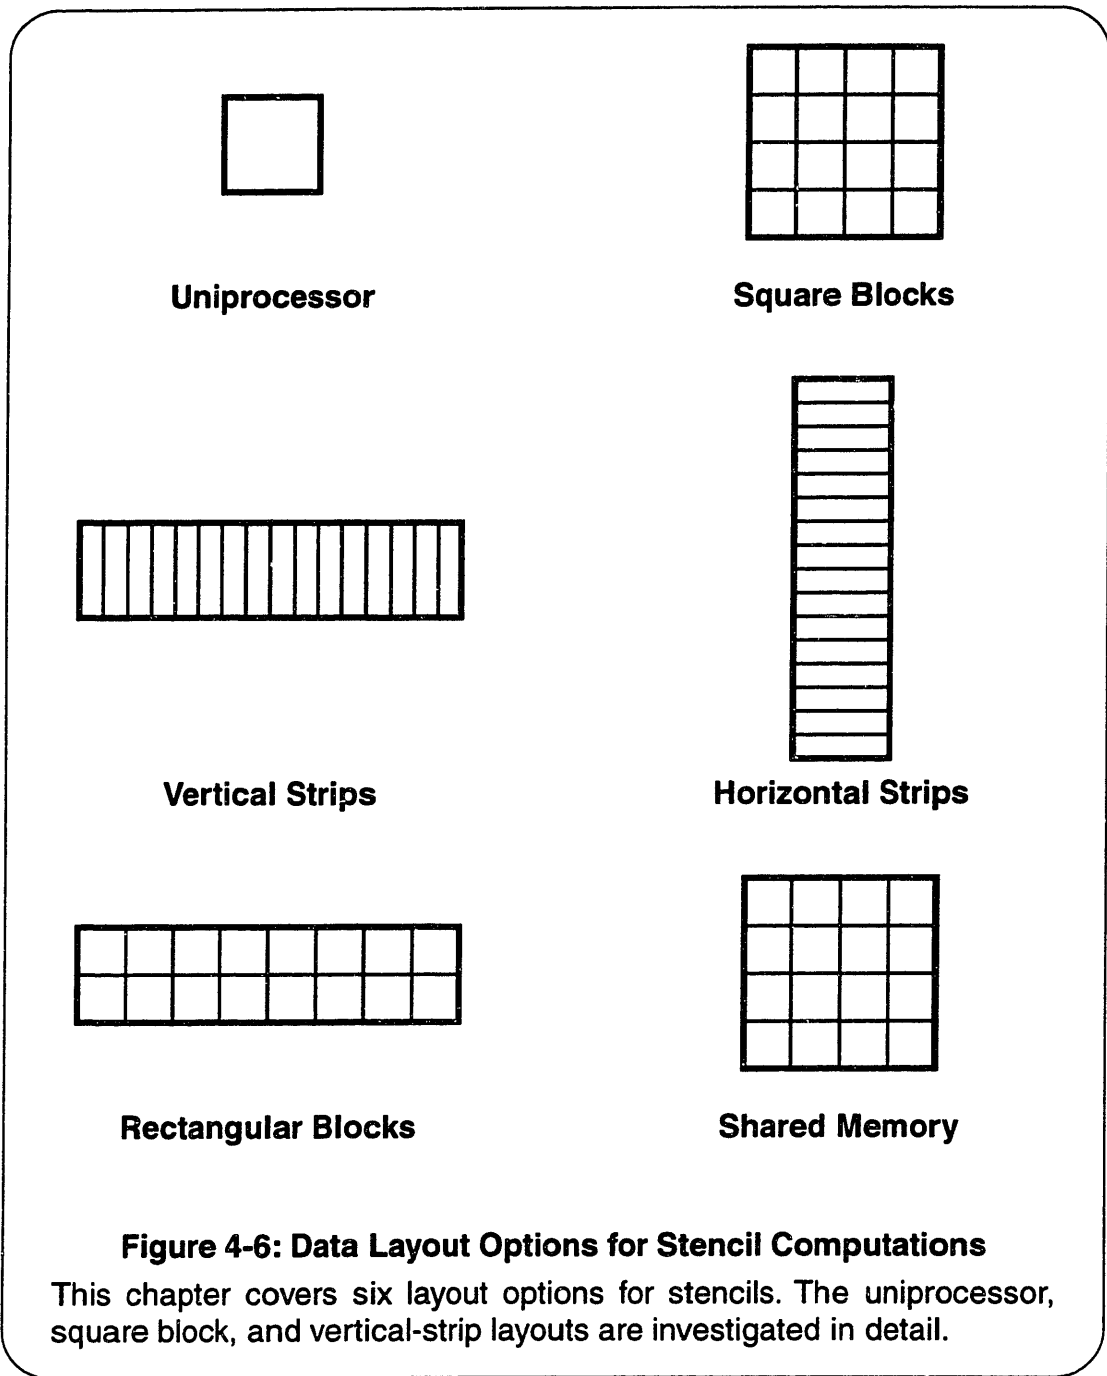 Uniprocessor
Square Blocks
Vertical Strips
Horizontal Strips
Rectangular Blocks
Shared Memory
Figure 4-6: Data Layout Options for Stencil Computations
This chapter covers six layout options for stencils. The uniprocessor,
square block, and vertical-strip layouts are investigated in detail.